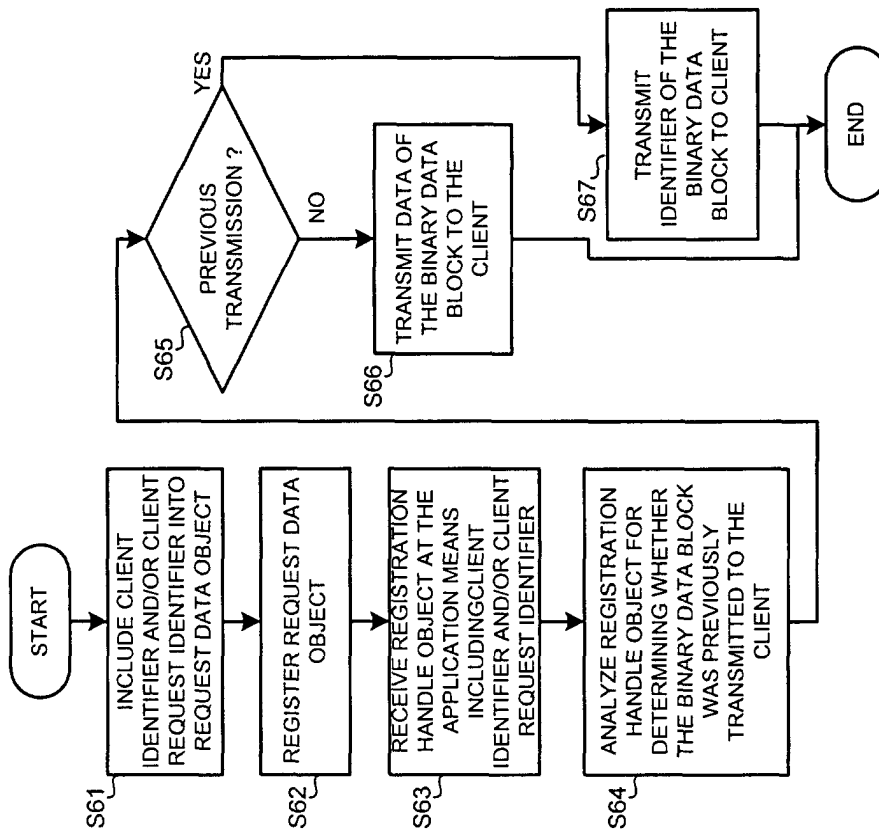 START
S61
INCLUDE CLIENT
IDENTIFIER AND/OR CLIENT
REQUEST IDENTIFIER INTO
REQUEST DATA OBJECT
S62
REGISTER REQUEST DATA
OBJECT
S63
RECEIVE REGISTRATION
HANDLE OBJECT AT THE
APPLICATION MEANS
INCLUDINGCLIENT
IDENTIFIER AND/OR CLIENT
REQUEST IDENTIFIER
S64
ANALYZE REGISTRATION
HANDLE OBJECT FOR
DETERMINING WHETHER
THE BINARY DATA BLOCK
WAS PREVIOUSLY
TRANSMITTED TO THE
CLIENT
S65
PREVIOUS
TRANSMISSION ?
YES
NO
S66
TRANSMIT DATA OF
THE BINARY DATA
BLOCK TO THE
CLIENT
S67
TRANSMIT
IDENTIFIER OF THE
BINARY DATA
BLOCK TO CLIENT
END